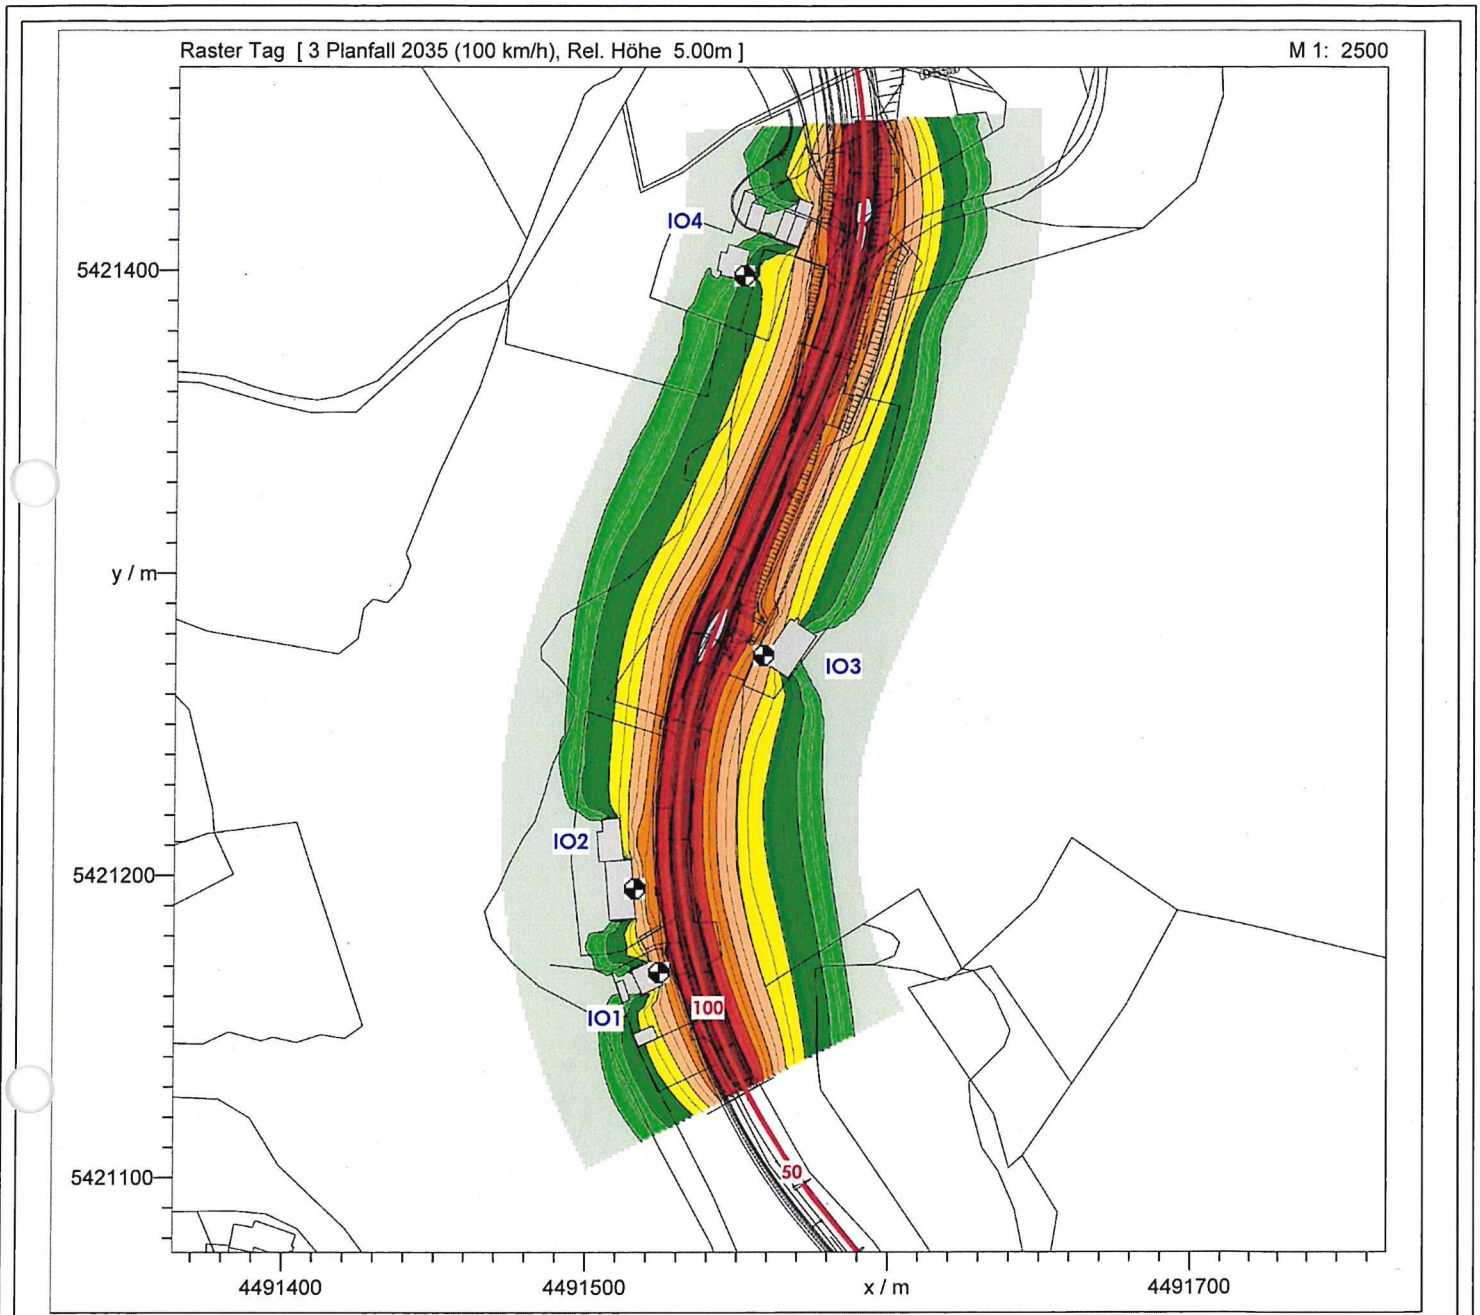 Raster Tag [ 3 Planfall 2035 (100 km/h), Rel. Höhe 5.00m ]
M 1: 2500
IO4
5421400
y / m
IO3
IO2
5421200
IO1
100
50
5421100
4491400
4491500
x / m
4491700